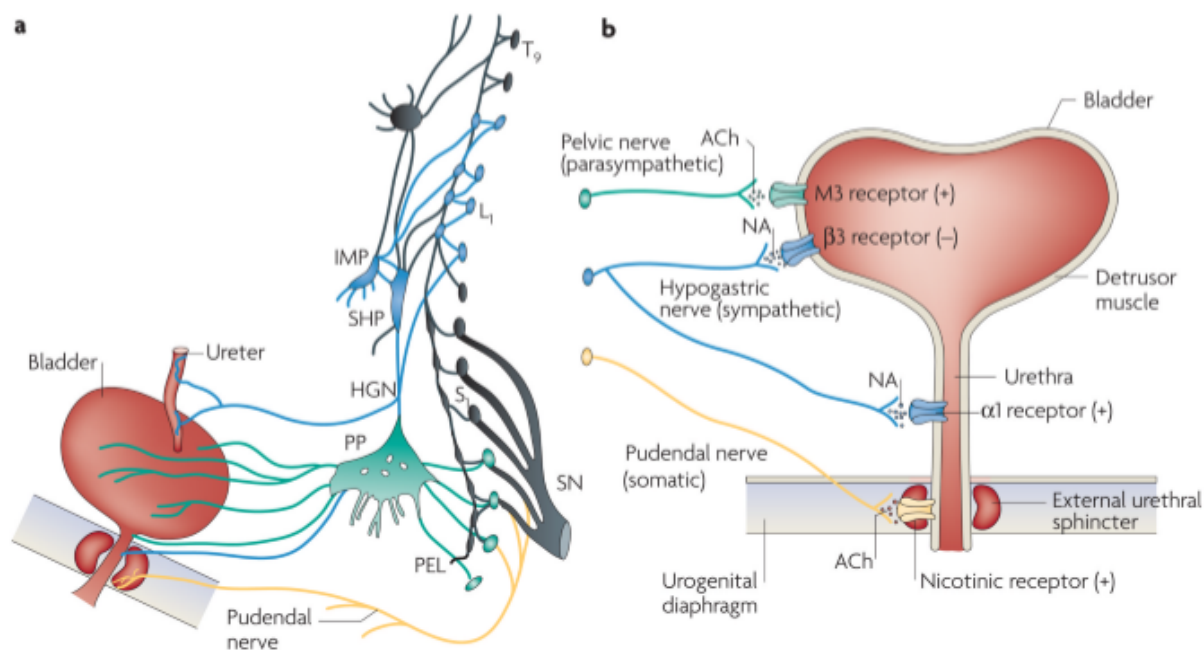 a
T9
L1
IMP
SHP
Bladder
Ureter
HGN
S1
PP
SN
PEL
Pudendal
nerve
b
Bladder
Pelvic nerve
(parasympathetic)
ACh
M3 receptor (+)
NA
β3 receptor (–)
Hypogastric
nerve (sympathetic)
Detrusor
muscle
Urethra
NA
α1 receptor (+)
Pudendal nerve
(somatic)
External urethral
sphincter
ACh
Urogenital
diaphragm
Nicotinic receptor (+)